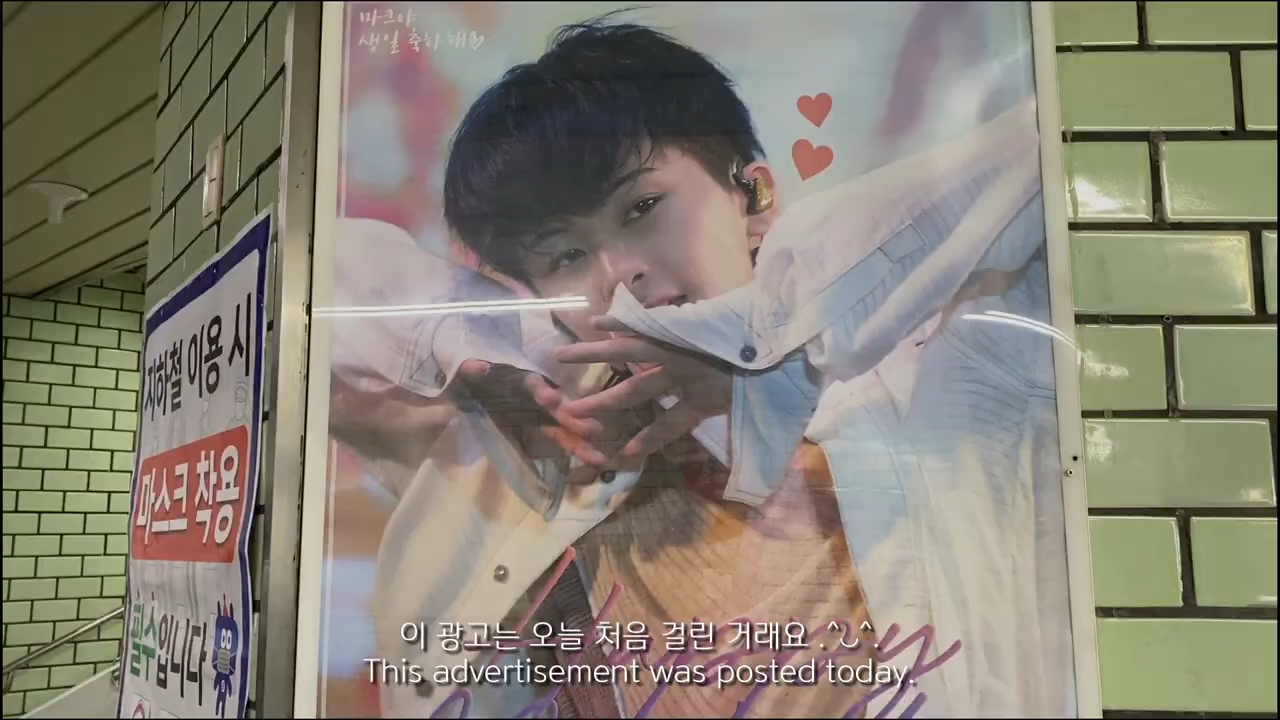 마크야
생일 축하해
지하철 이용 시
마스크 착용
필수입니다
Happy
이 광고는 오늘 처음 걸린 거래요 .^ᴗ^.
This advertisement was posted today.